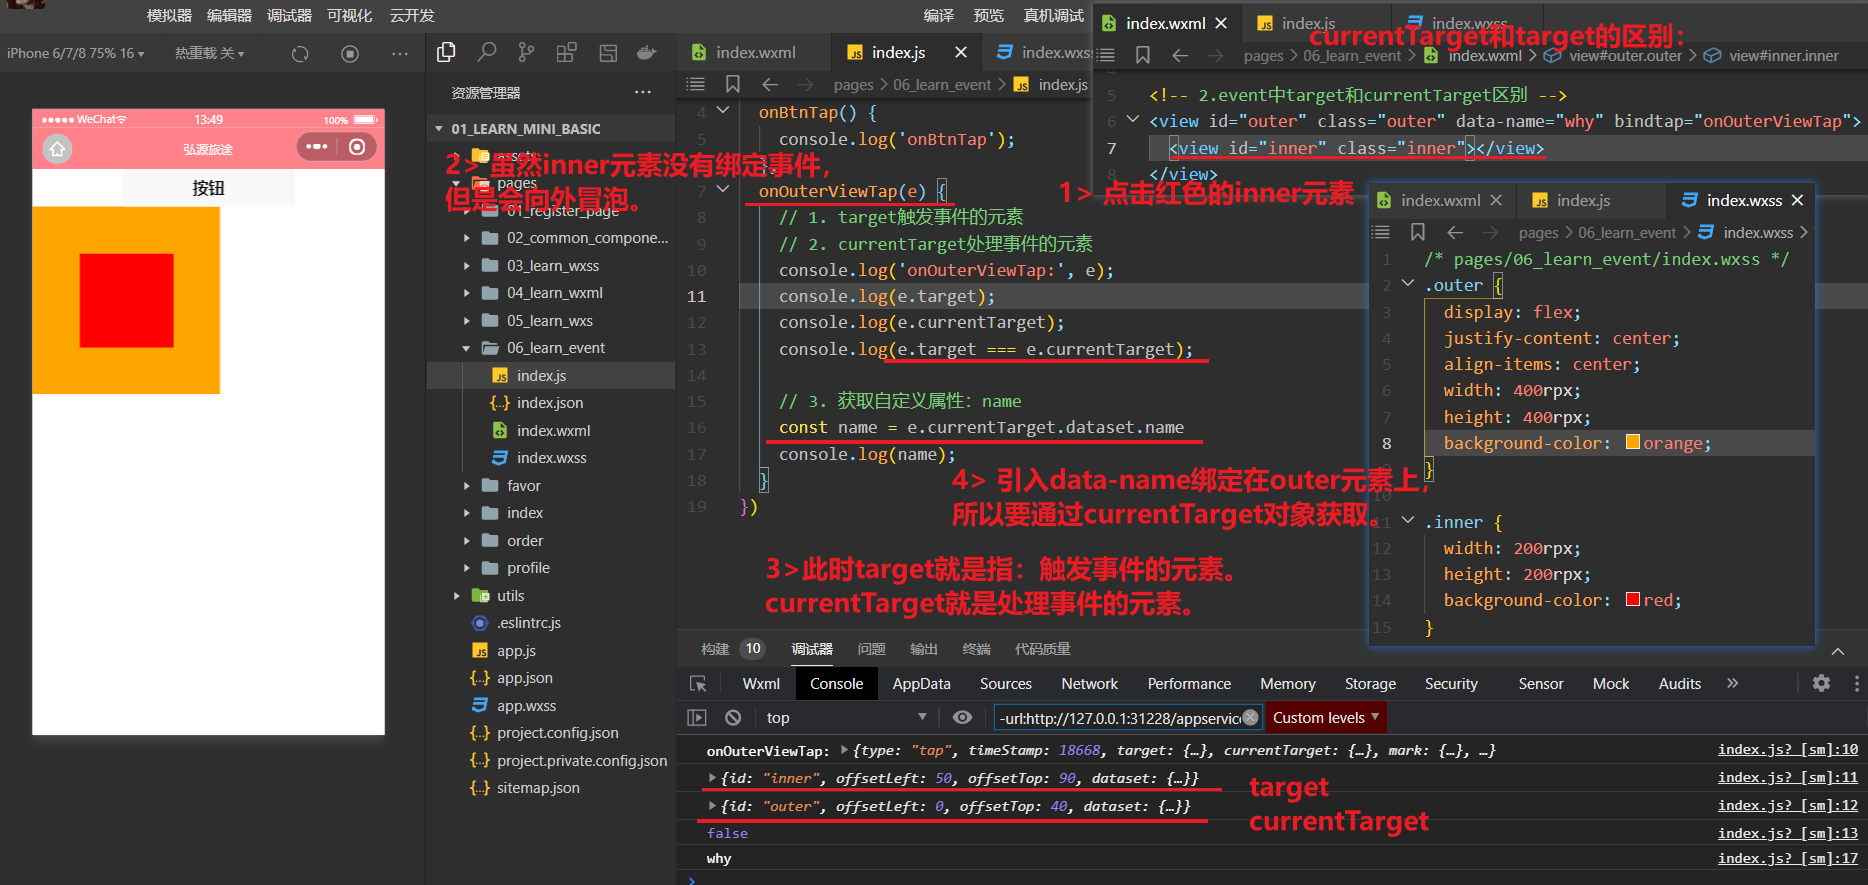 模拟器 编辑器 调试器 可视化 云开发
编译 预览 真机调试
iPhone 6/7/8 75% 16
热重载 关
WeChat
13:49
100%
弘源旅途
按钮
资源管理器
01_LEARN_MINI_BASIC
pages
01_register_page
02_common_compone...
03_learn_wxss
04_learn_wxml
05_learn_wxs
06_learn_event
index.js
index.json
index.wxml
index.wxss
favor
index
order
profile
utils
.eslintrc.js
app.js
app.json
app.wxss
project.config.json
project.private.config.json
sitemap.json
2> 虽然inner元素没有绑定事件，
但是会向外冒泡。
index.wxml
index.js
index.wxss
pages > 06_learn_event > index.js
4 onBtnTap() {
5 console.log('onBtnTap');
7 onOuterViewTap(e) {
8 // 1. target触发事件的元素
9 // 2. currentTarget处理事件的元素
10 console.log('onOuterViewTap:', e);
11 console.log(e.target);
12 console.log(e.currentTarget);
13 console.log(e.target === e.currentTarget);
14
15 // 3. 获取自定义属性: name
16 const name = e.currentTarget.dataset.name
17 console.log(name);
18 }
19 })
index.wxml
index.js
index.wxss
currentTarget和target的区别：
pages > 06_learn_event > index.wxml > view#outer.outer > view#inner.inner
5 <!-- 2.event中target和currentTarget区别 -->
6 <view id="outer" class="outer" data-name="why" bindtap="onOuterViewTap">
7 <view id="inner" class="inner"></view>
8 </view>
1> 点击红色的inner元素
index.wxml
index.js
index.wxss
pages > 06_learn_event > index.wxss >
1 /* pages/06_learn_event/index.wxss */
2 .outer {
3 display: flex;
4 justify-content: center;
5 align-items: center;
6 width: 400rpx;
7 height: 400rpx;
8 background-color: orange;
}
10
11 .inner {
12 width: 200rpx;
13 height: 200rpx;
14 background-color: red;
15 }
4> 引入data-name绑定在outer元素上，
所以要通过currentTarget对象获取。
3>此时target就是指：触发事件的元素。
currentTarget就是处理事件的元素。
构建 10 调试器 问题 输出 终端 代码质量
Wxml Console AppData Sources Network Performance Memory Storage Security Sensor Mock Audits
top
-url:http://127.0.0.1:31228/appservice
Custom levels
onOuterViewTap: {type: "tap", timeStamp: 18668, target: {…}, currentTarget: {…}, mark: {…}, …} index.js? [sm]:10
{id: "inner", offsetLeft: 50, offsetTop: 90, dataset: {…}} index.js? [sm]:11
target
{id: "outer", offsetLeft: 0, offsetTop: 40, dataset: {…}} index.js? [sm]:12
currentTarget
false index.js? [sm]:13
why index.js? [sm]:17